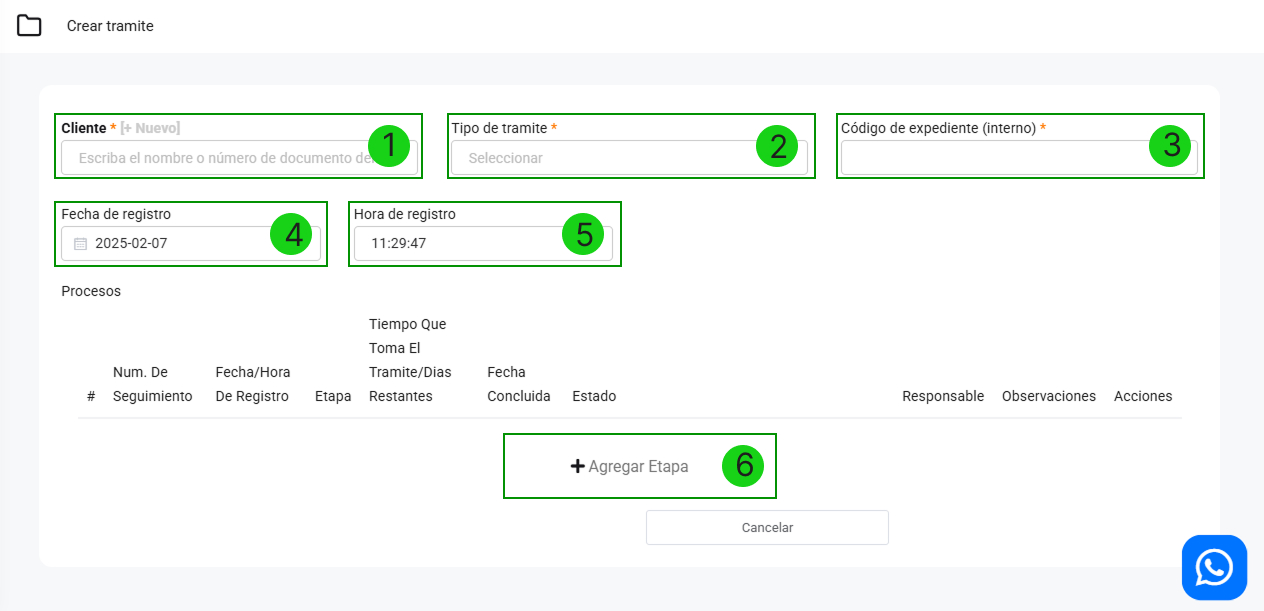 Crear tramite
Cliente * [+ Nuevo]
Escriba el nombre o número de documento
1
Tipo de tramite *
Seleccionar
2
Código de expediente (interno) *
3
Fecha de registro
2025-02-07
4
Hora de registro
11:29:47
5
Procesos
#
Num. De
Seguimiento
Fecha/Hora
De Registro
Etapa
Tiempo Que
Toma El
Tramite/Dias
Restantes
Fecha
Concluida
Estado
Responsable
Observaciones
Acciones
Agregar Etapa
6
Cancelar